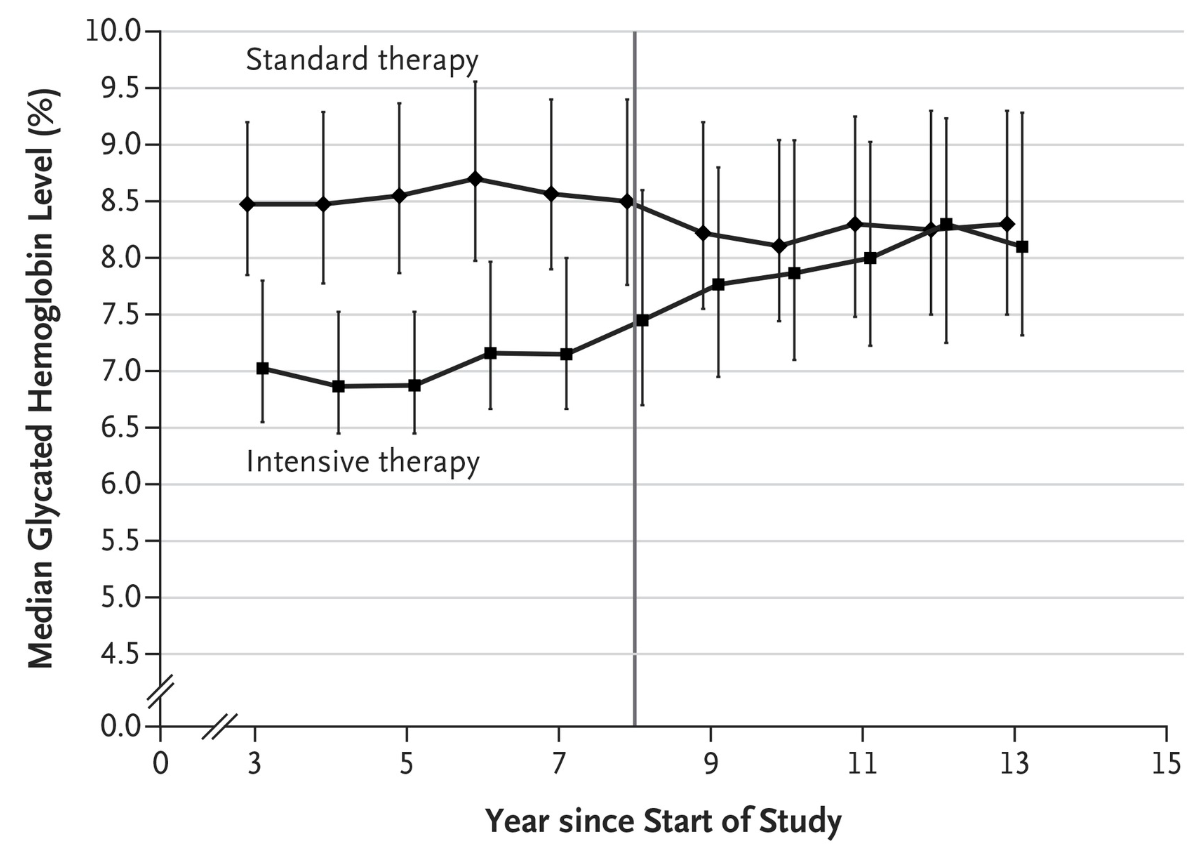 10.0
Standard therapy
9.5
9.0
8.5
8.0
7.5
7.0
6.5
Intensive therapy
6.0
5.5
5.0
4.5
0.0
Median Glycated Hemoglobin Level (%)
0 3 5 7 9 11 13 15
Year since Start of Study